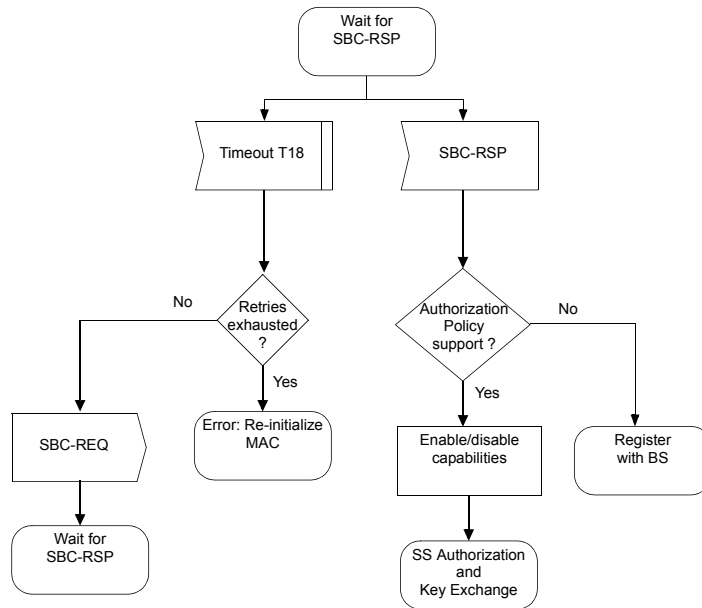 Wait for
SBC-RSP
Timeout T18
SBC-RSP
No
Retries
exhausted
?
Yes
Authorization
Policy
support ?
No
Yes
SBC-REQ
Error: Re-initialize
MAC
Enable/disable
capabilities
Register
with BS
Wait for
SBC-RSP
SS Authorization
and
Key Exchange